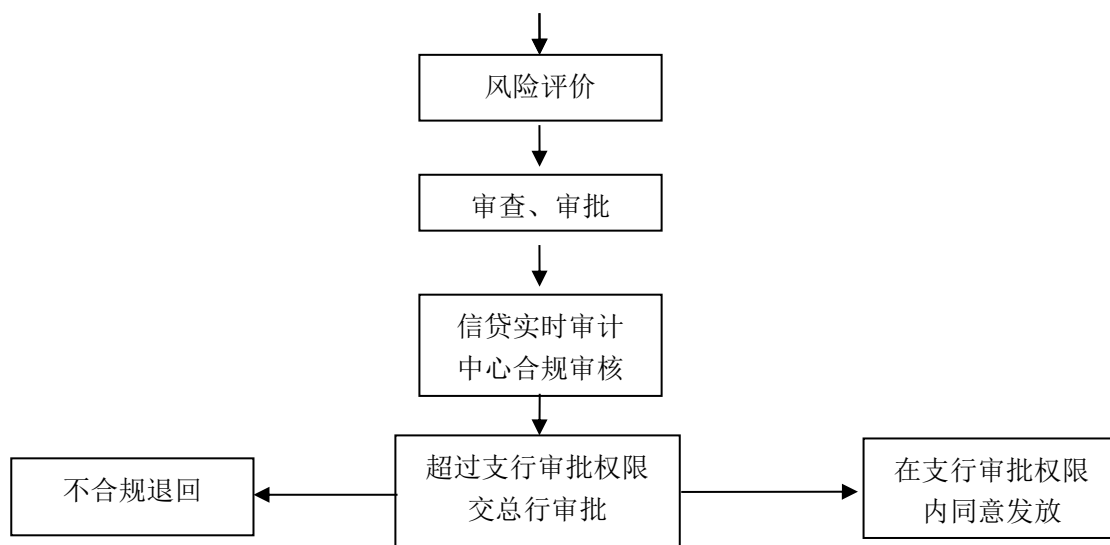 风险评价
审查、审批
信贷实时审计
中心合规审核
不合规退回
超过支行审批权限
交总行审批
在支行审批权限
内同意发放